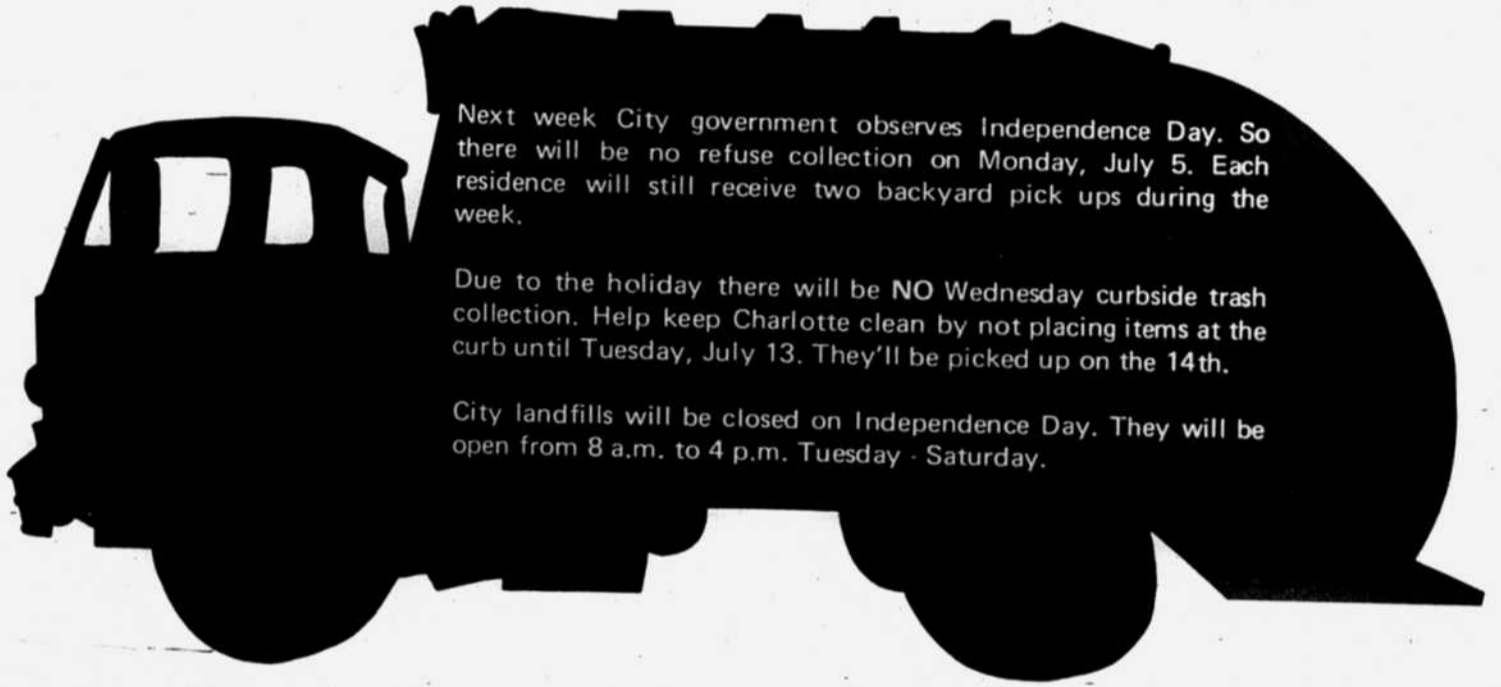 Next week City government observes Independence Day. So
there will be no refuse collection on Monday, July 5. Each
residence will still receive two backyard pick ups during the
week.
Due to the holiday there will be NO Wednesday curbside trash
collection. Help keep Charlotte clean by not placing items at the
curb until Tuesday, July 13. They'll be picked up on the 14th.
City landfills will be closed on Independence Day. They will be
open from 8 a.m. to 4 p.m. Tuesday - Saturday.